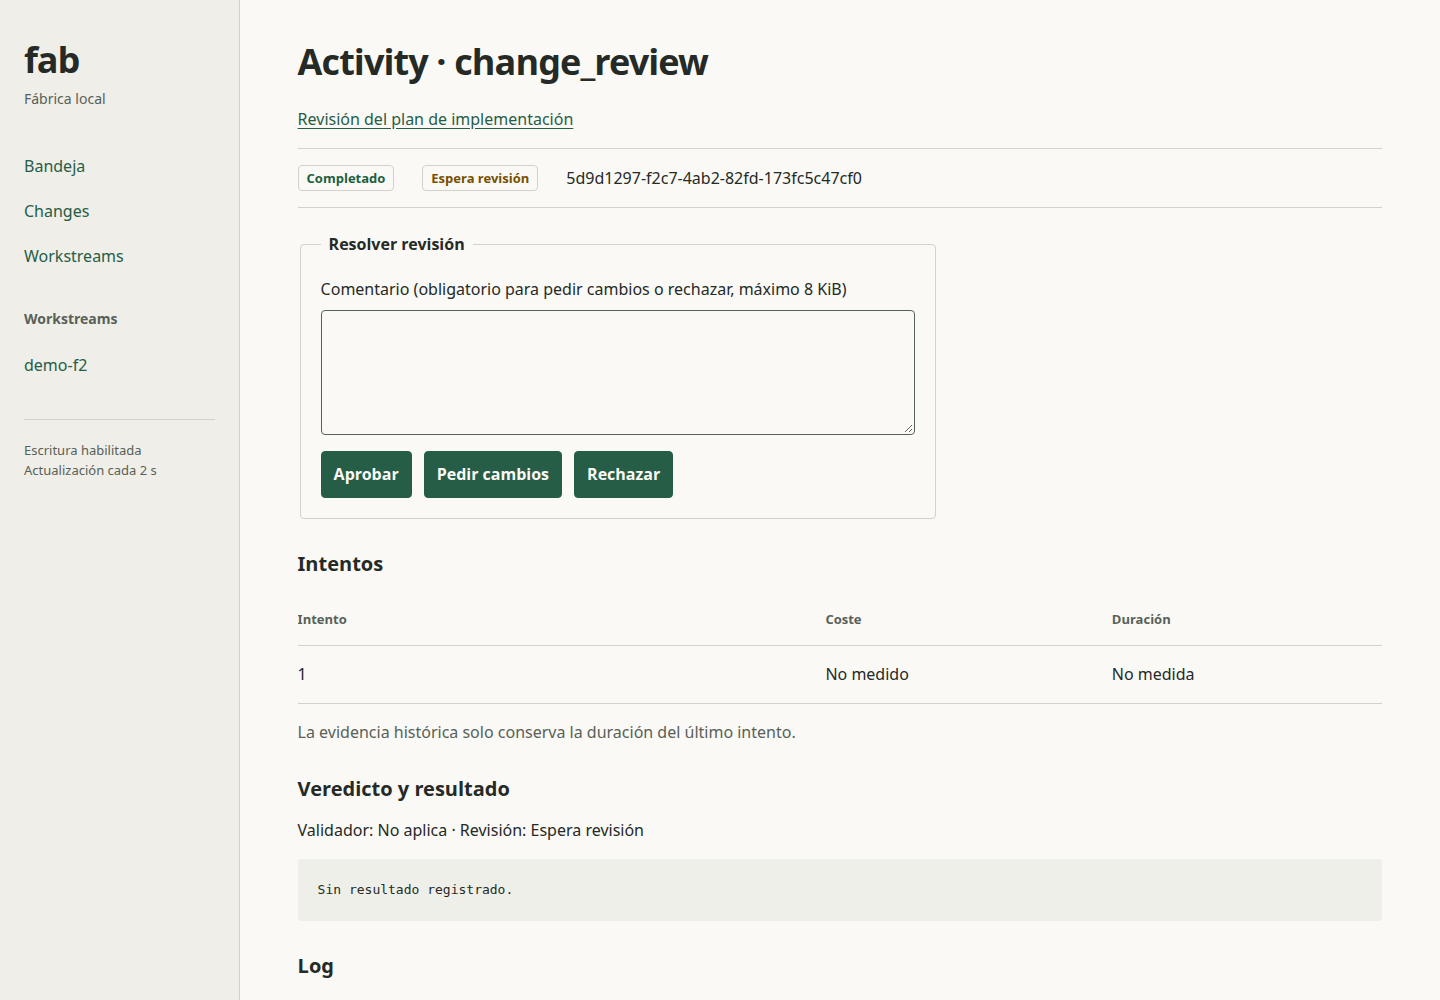 fab
Fábrica local
Bandeja
Changes
Workstreams
Workstreams
demo-f2
Escritura habilitada
Actualización cada 2 s
Activity · change_review
Revisión del plan de implementación
Completado
Espera revisión
5d9d1297-f2c7-4ab2-82fd-173fc5c47cf0
Resolver revisión
Comentario (obligatorio para pedir cambios o rechazar, máximo 8 KiB)
Aprobar
Pedir cambios
Rechazar
Intentos
Intento Coste Duración
1 No medido No medida
La evidencia histórica solo conserva la duración del último intento.
Veredicto y resultado
Validador: No aplica · Revisión: Espera revisión
Sin resultado registrado.
Log